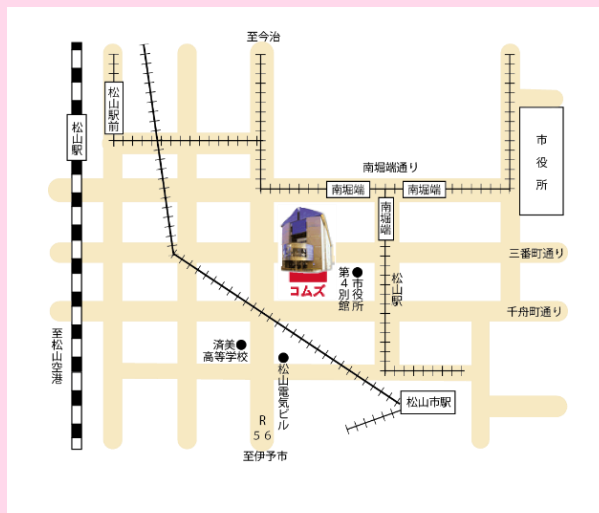 至今治
松山駅前
松山駅
市役所
南堀端通り
南堀端
南堀端
南堀端
三番町通り
コムズ
市役所
第４別館
松山駅
千舟町通り
至松山空港
済美
高等学校
松山電気ビル
松山市駅
R
５６
至伊予市